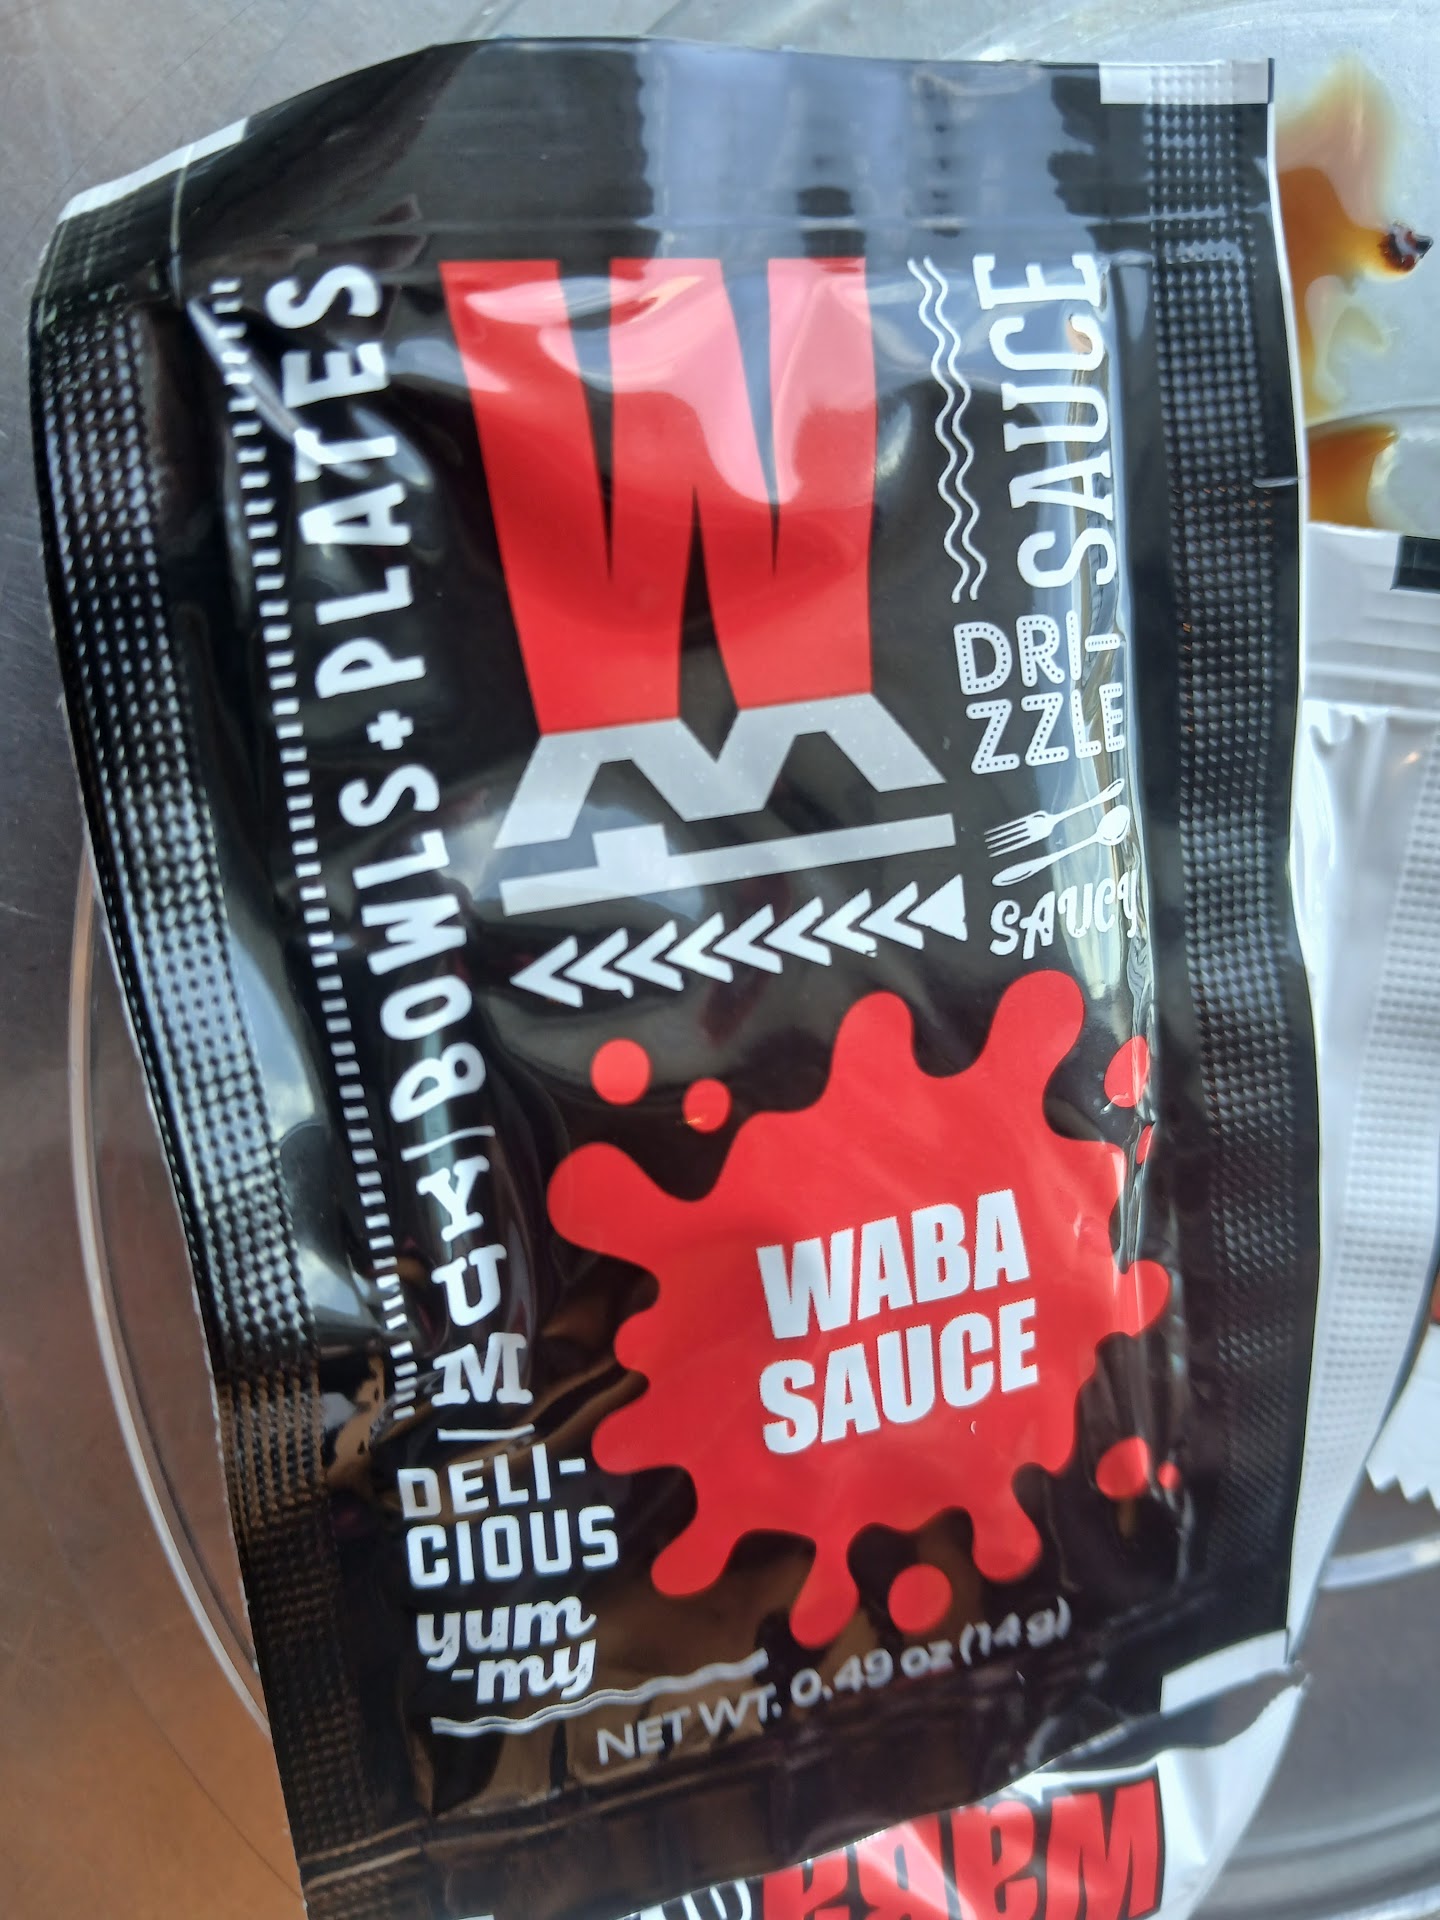 W
BOWLS + PLATES
YUM
DELI-
CIOUS
yum
-my
SAUCE
DRI
ZZLE
SAUCY
WABA
SAUCE
NET WT. 0.49 oz (14 g)
WaBa